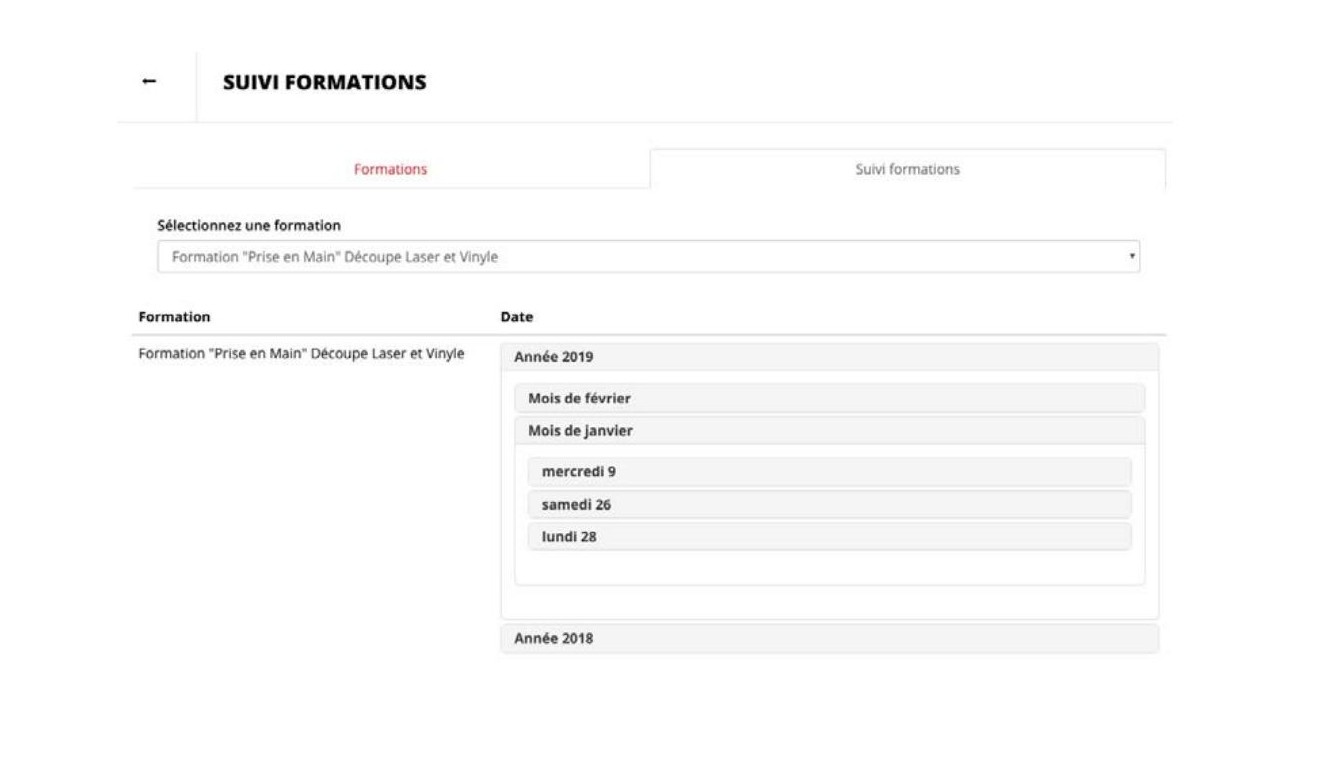 SUIVI FORMATIONS
Formations
Suivi formations
Sélectionnez une formation
Formation "Prise en Main" Découpe Laser et Vinyle
Formation
Date
Formation "Prise en Main" Découpe Laser et Vinyle
Année 2019
Mois de février
Mois de janvier
mercredi 9
samedi 26
lundi 28
Année 2018